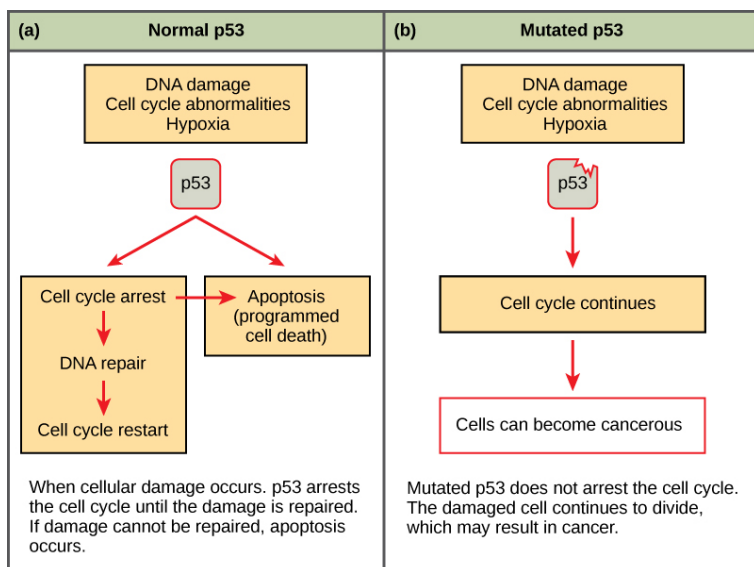 (a) Normal p53
DNA damage
Cell cycle abnormalities
Hypoxia
p53
Cell cycle arrest
DNA repair
Cell cycle restart
Apoptosis
(programmed
cell death)
When cellular damage occurs. p53 arrests
the cell cycle until the damage is repaired.
If damage cannot be repaired, apoptosis
occurs.
(b) Mutated p53
DNA damage
Cell cycle abnormalities
Hypoxia
p53
Cell cycle continues
Cells can become cancerous
Mutated p53 does not arrest the cell cycle.
The damaged cell continues to divide,
which may result in cancer.